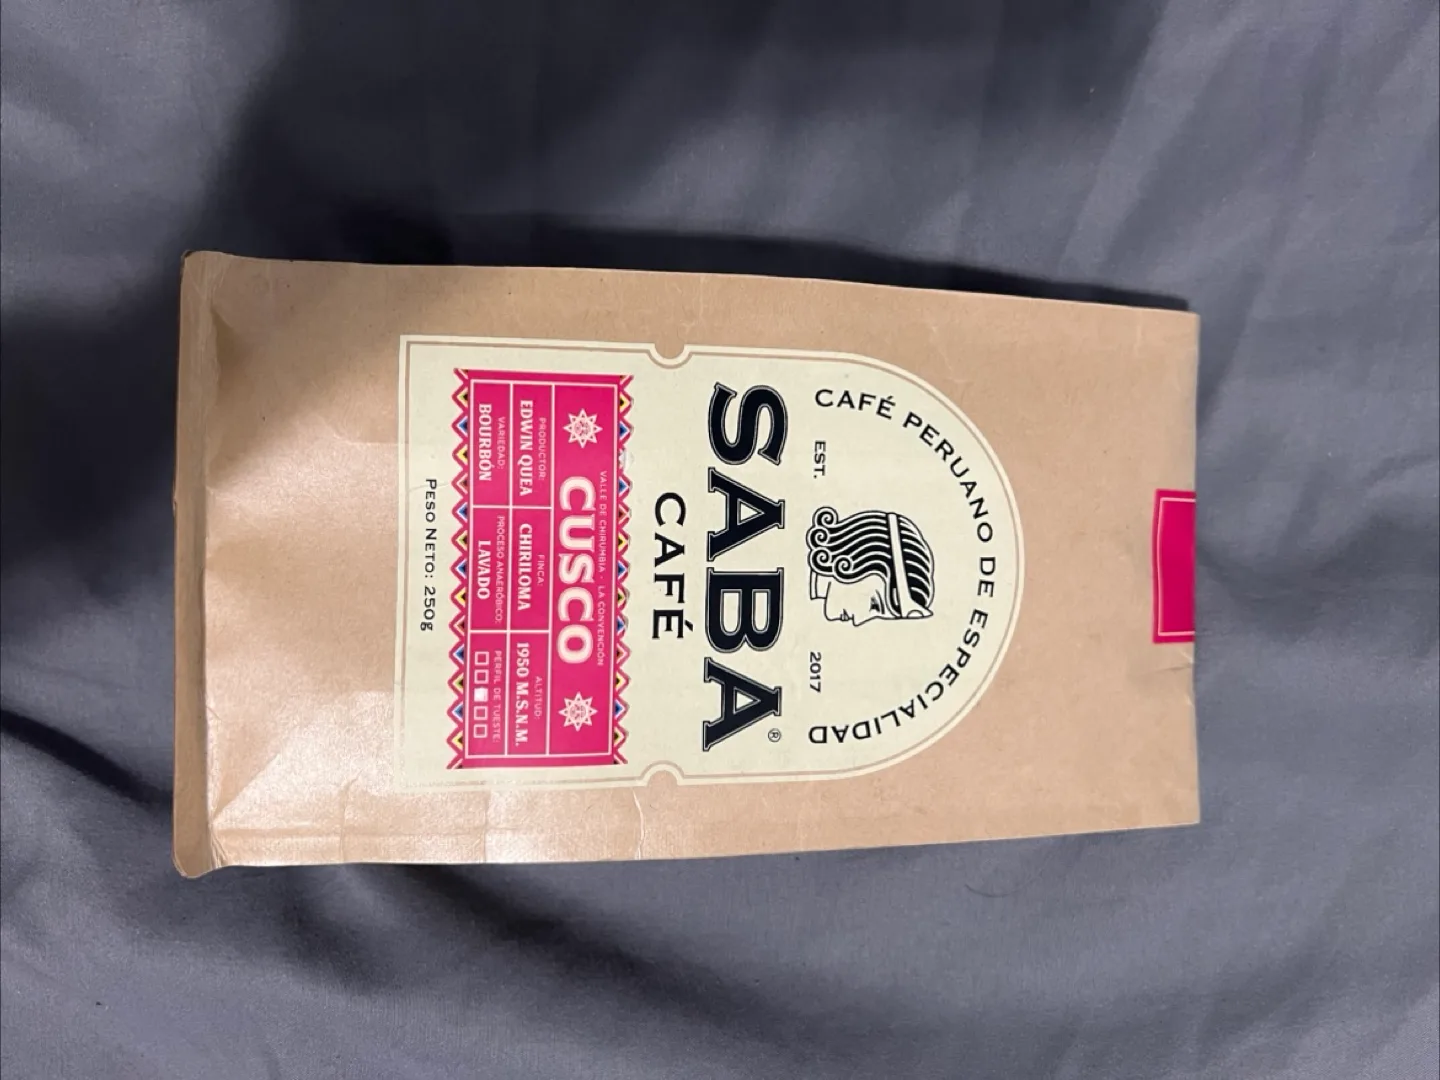 CAFÉ PERUANO DE ESPECIALIDAD
EST. 2017
SABA®
CAFÉ
VALLE DE CHIRUMBIA - LA CONVENCIÓN
CUSCO
PRODUCTOR: FINCA: ALTITUD:
EDWIN QUEA CHIRILOMA 1950 M.S.N.M.
VARIEDAD: PROCESO ANAERÓBICO: PERFIL DE TUESTE:
BOURBÓN LAVADO
PESO NETO: 250g